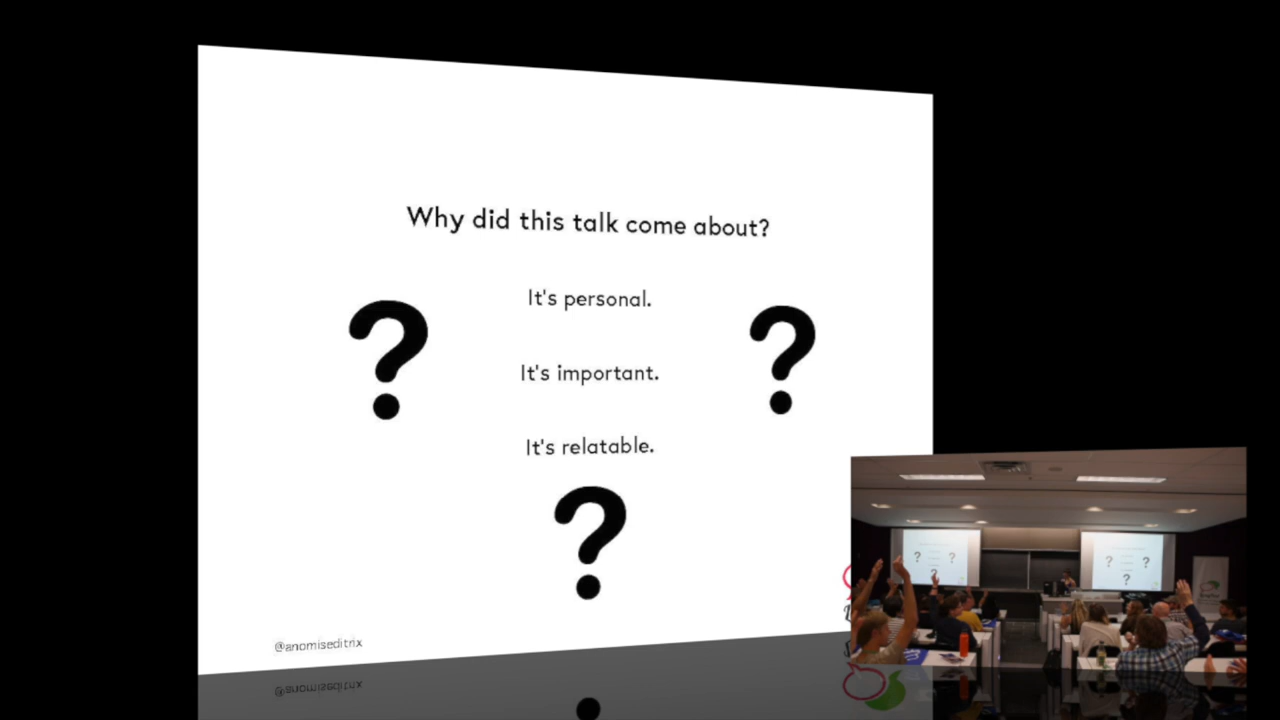 Why did this talk come about?
It's personal.
It's important.
It's relatable.
@anomiseditrix